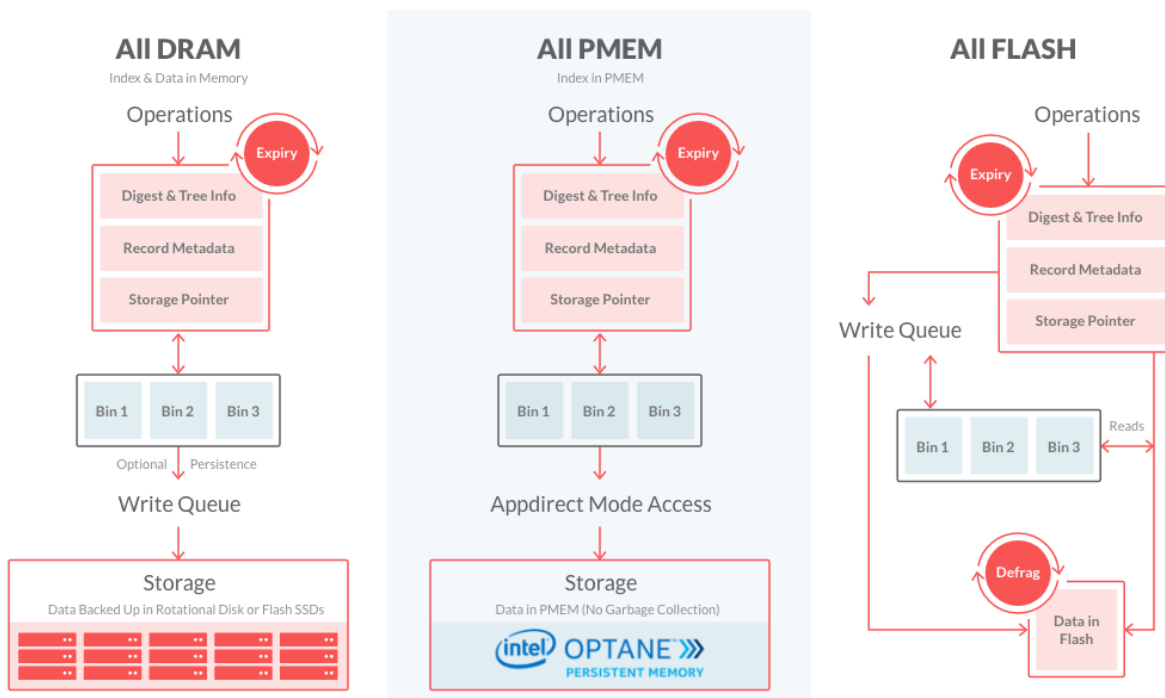 All DRAM
Index & Data in Memory
Operations
Expiry
Digest & Tree Info
Record Metadata
Storage Pointer
Bin 1
Bin 2
Bin 3
Optional
Persistence
Write Queue
Storage
Data Backed Up in Rotational Disk or Flash SSDs
All PMEM
Index in PMEM
Operations
Expiry
Digest & Tree Info
Record Metadata
Storage Pointer
Bin 1
Bin 2
Bin 3
Appdirect Mode Access
Storage
Data in PMEM (No Garbage Collection)
intel OPTANE™
PERSISTENT MEMORY
All FLASH
Operations
Expiry
Digest & Tree Info
Record Metadata
Storage Pointer
Write Queue
Bin 1
Bin 2
Bin 3
Reads
Defrag
Data in
Flash